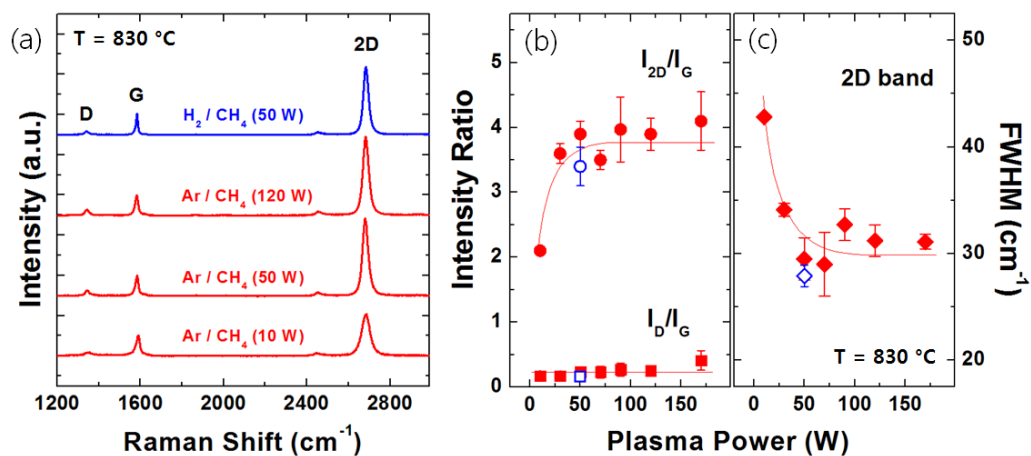 (a)
T = 830 °C
2D
G
D
H₂ / CH₄ (50 W)
Ar / CH₄ (120 W)
Ar / CH₄ (50 W)
Ar / CH₄ (10 W)
Intensity (a.u.)
1200 1600 2000 2400 2800
Raman Shift (cm⁻¹)
(b)
I₂D/IG
ID/IG
Intensity Ratio
5
4
3
2
1
0
0 50 100 150
(c)
2D band
T = 830 °C
50
40
30
20
FWHM (cm⁻¹)
0 50 100 150
Plasma Power (W)